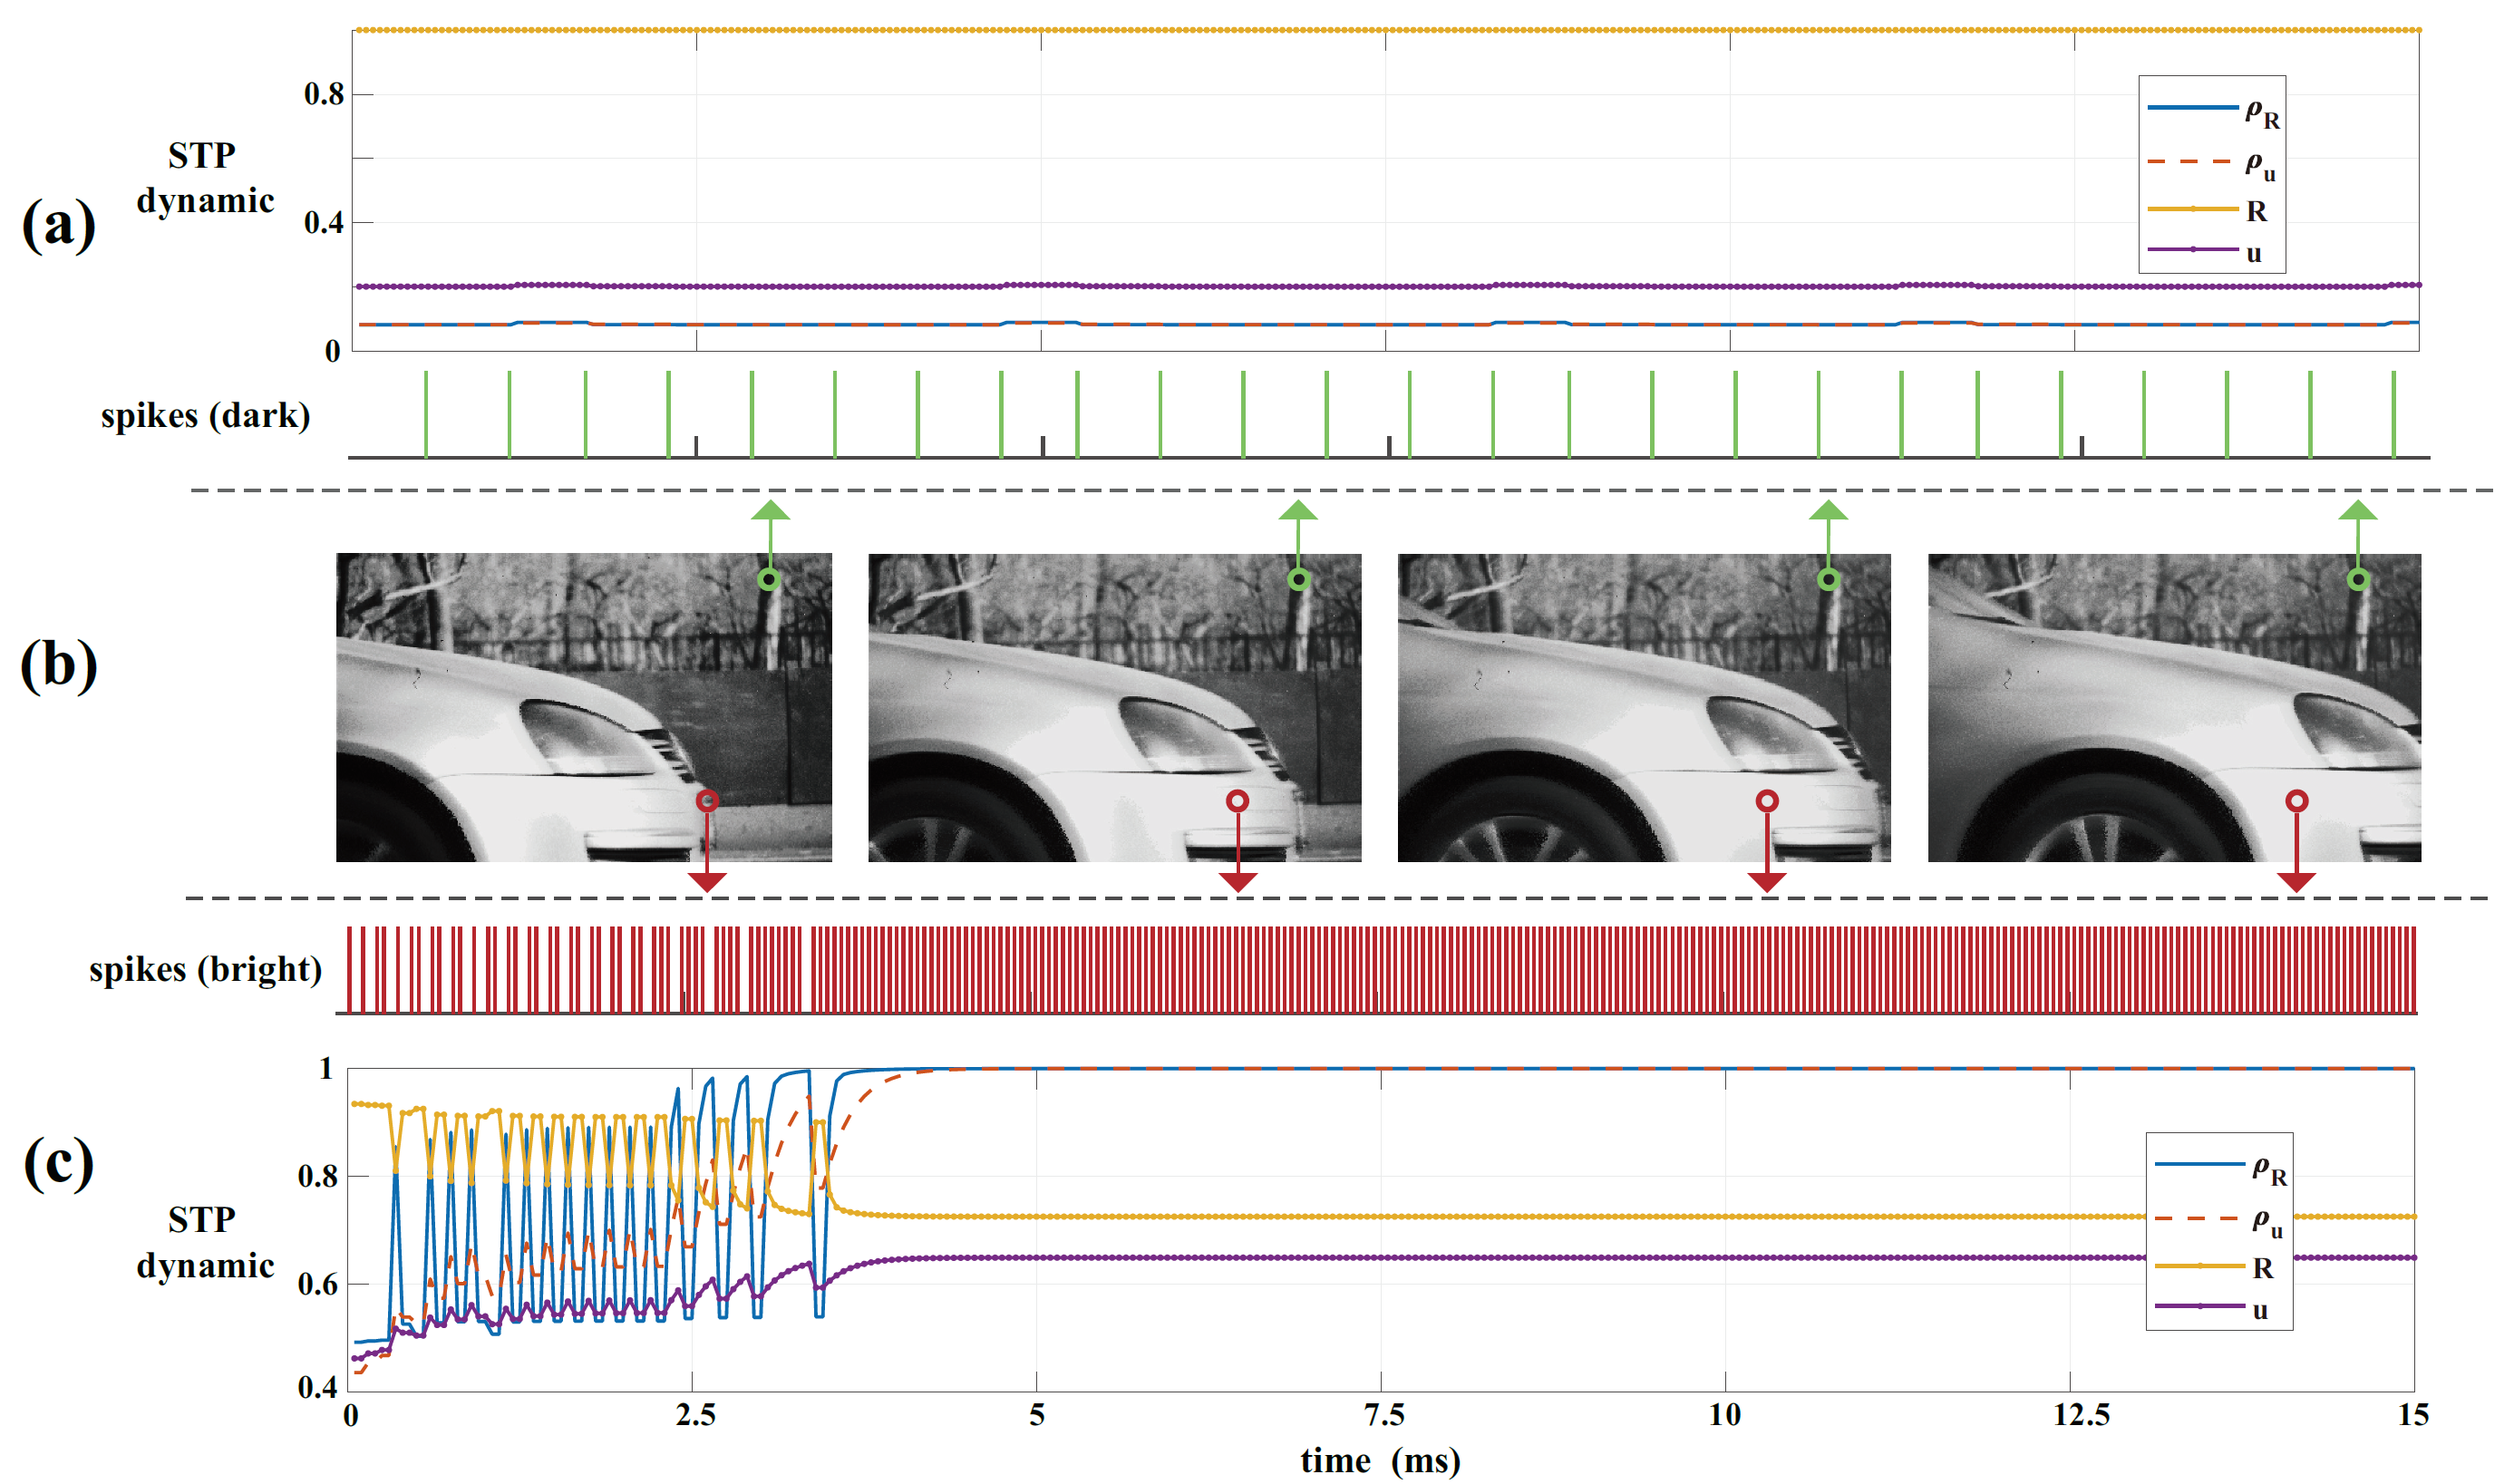 (a)
STP
dynamic
0.8
0.4
0
ρR
ρu
R
u
spikes (dark)
(b)
spikes (bright)
(c)
STP
dynamic
1
0.8
0.6
0.4
ρR
ρu
R
u
0 2.5 5 7.5 10 12.5 15
time (ms)